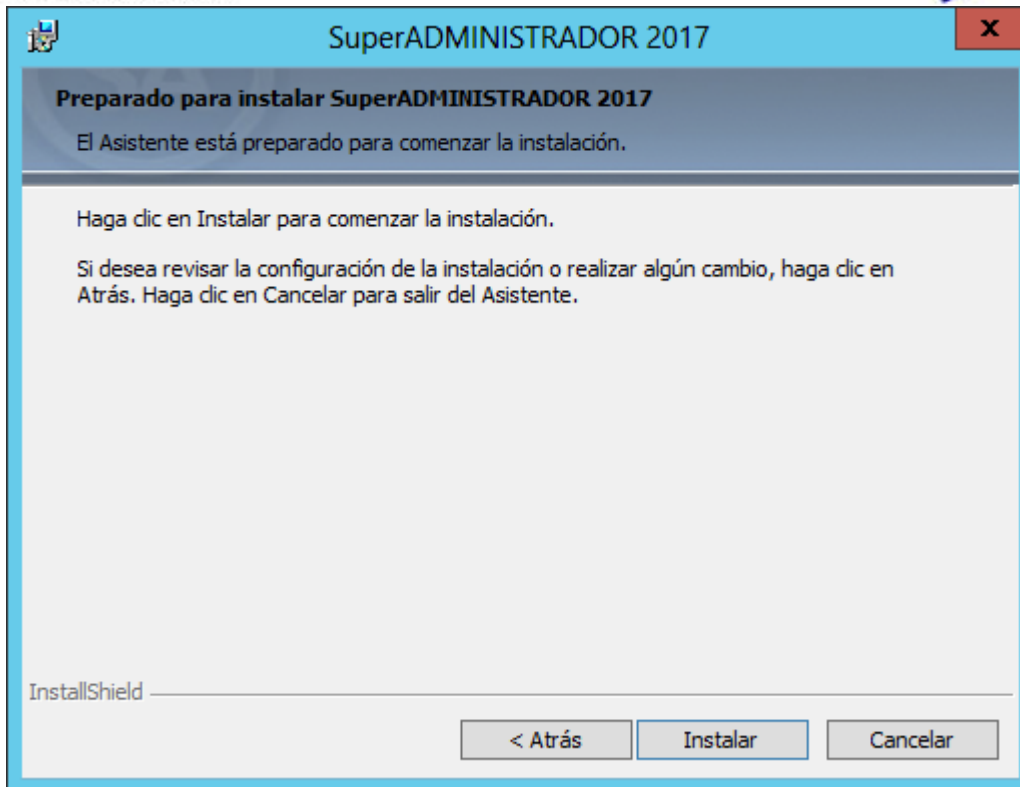 SuperADMINISTRADOR 2017
X
Preparado para instalar SuperADMINISTRADOR 2017
El Asistente está preparado para comenzar la instalación.
Haga clic en Instalar para comenzar la instalación.
Si desea revisar la configuración de la instalación o realizar algún cambio, haga clic en
Atrás. Haga clic en Cancelar para salir del Asistente.
InstallShield
< Atrás
Instalar
Cancelar